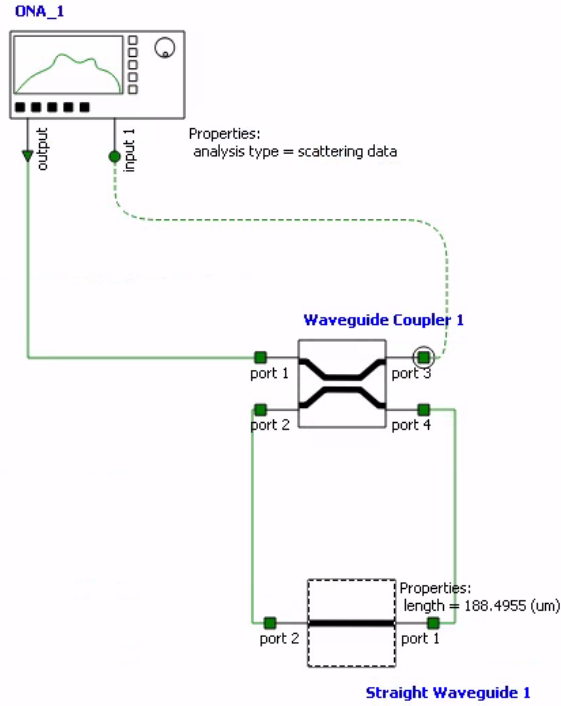 ONA_1
output
input 1
Properties:
analysis type = scattering data
Waveguide Coupler 1
port 1
port 3
port 2
port 4
Properties:
length = 188.4955 (um)
port 2
port 1
Straight Waveguide 1